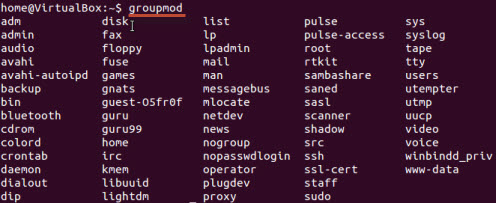 home@VirtualBox:~$ groupmod
adm disk list pulse sys
admin fax lp pulse-access syslog
audio floppy lpadmin root tape
avahi fuse mail rtkit tty
avahi-autoipd games man sambashare users
backup gnats messagebus saned utempter
bin guest-O5fr0f mlocate sasl utmp
bluetooth guru netdev scanner uucp
cdrom guru99 news shadow video
colord home nogroup src voice
crontab irc nopasswdlogin ssh winbindd_priv
daemon kmem operator ssl-cert www-data
dialout libuuid plugdev staff
dip lightdm proxy sudo